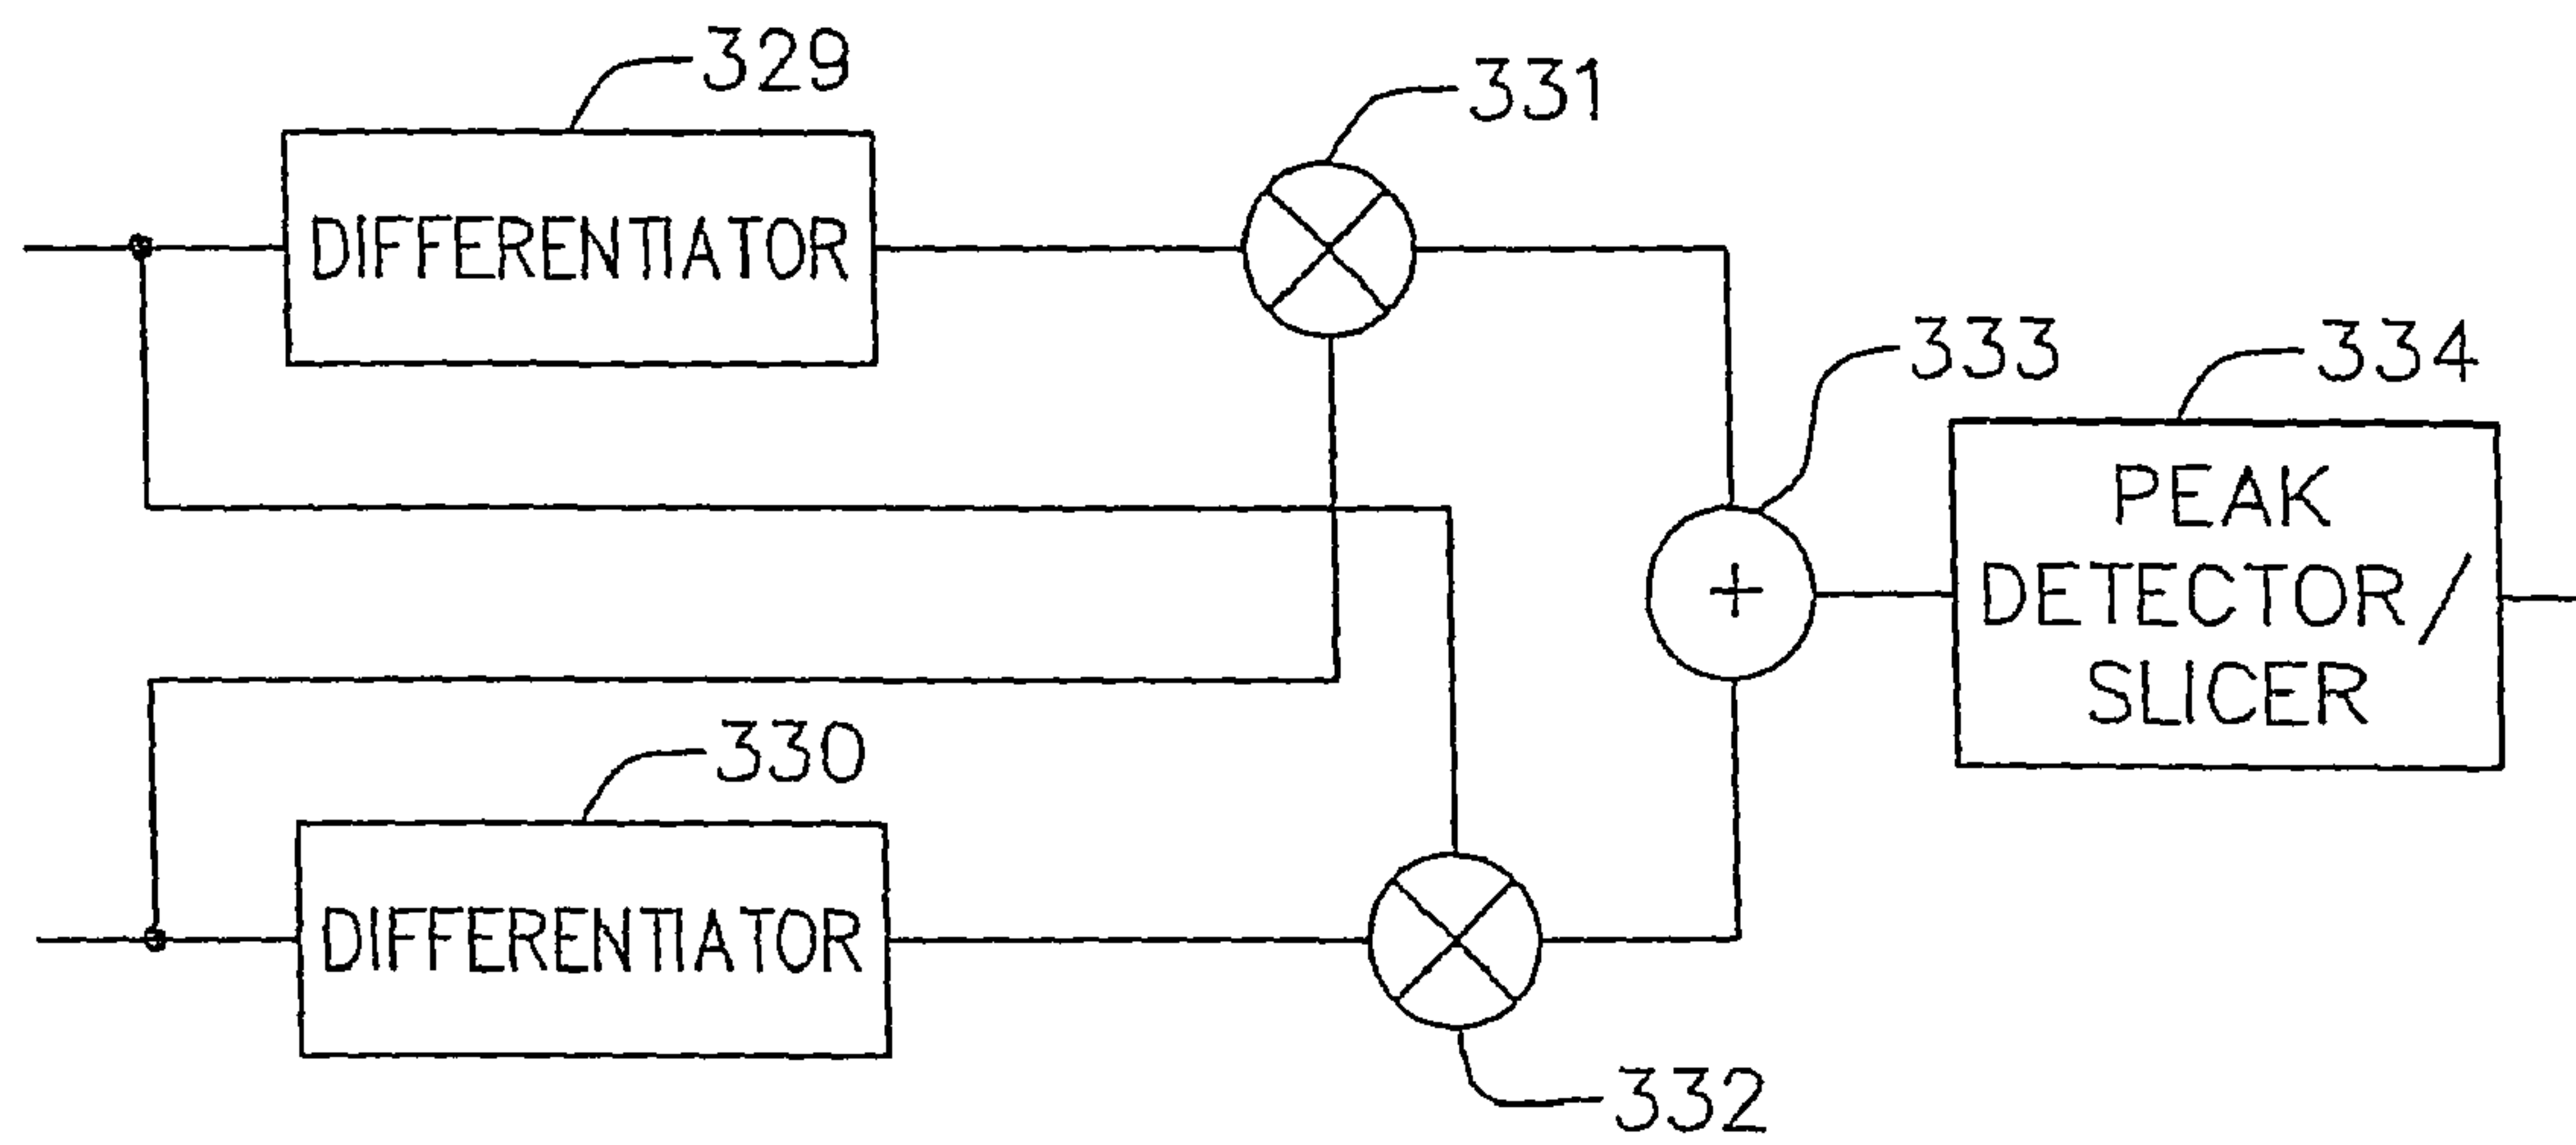 329
331
DIFFERENTIATOR
333
334
+
PEAK
DETECTOR/
SLICER
330
DIFFERENTIATOR
332